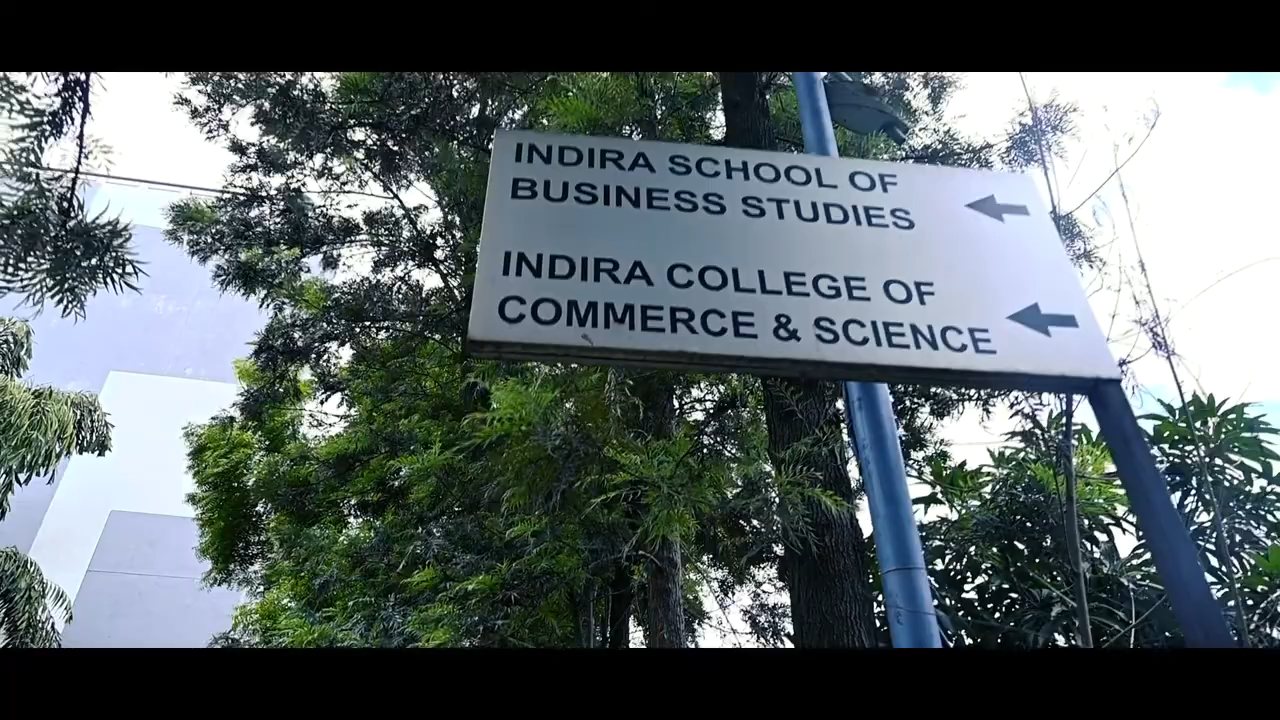 INDIRA SCHOOL OF
BUSINESS STUDIES
INDIRA COLLEGE OF
COMMERCE & SCIENCE